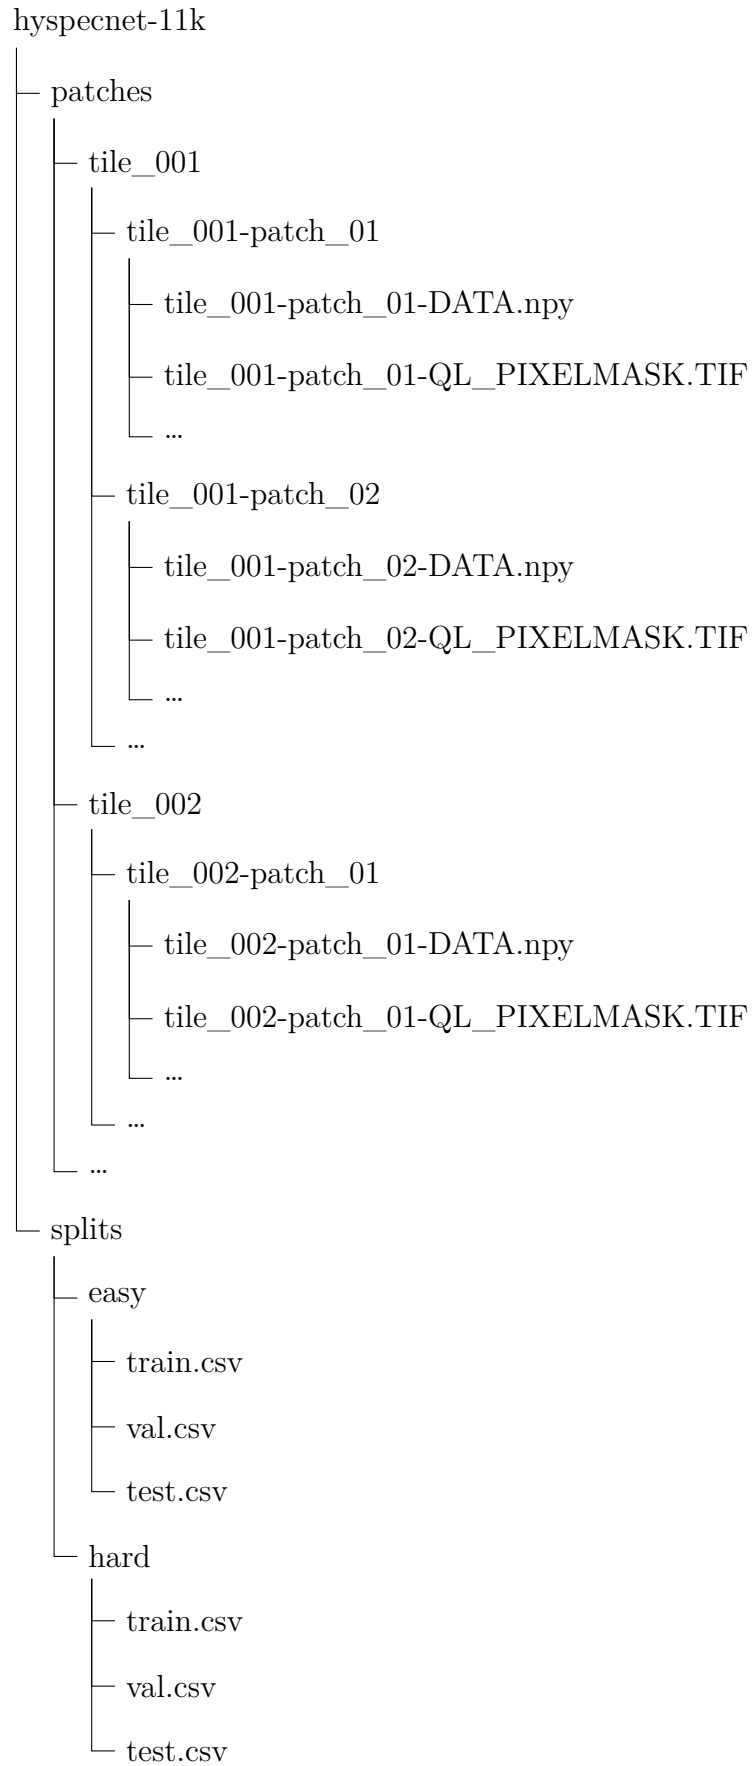 hyspecnet-11k
patches
tile_001
tile_001-patch_01
tile_001-patch_01-DATA.npy
tile_001-patch_01-QL_PIXELMASK.TIF
...
tile_001-patch_02
tile_001-patch_02-DATA.npy
tile_001-patch_02-QL_PIXELMASK.TIF
...
...
tile_002
tile_002-patch_01
tile_002-patch_01-DATA.npy
tile_002-patch_01-QL_PIXELMASK.TIF
...
...
...
splits
easy
train.csv
val.csv
test.csv
hard
train.csv
val.csv
test.csv